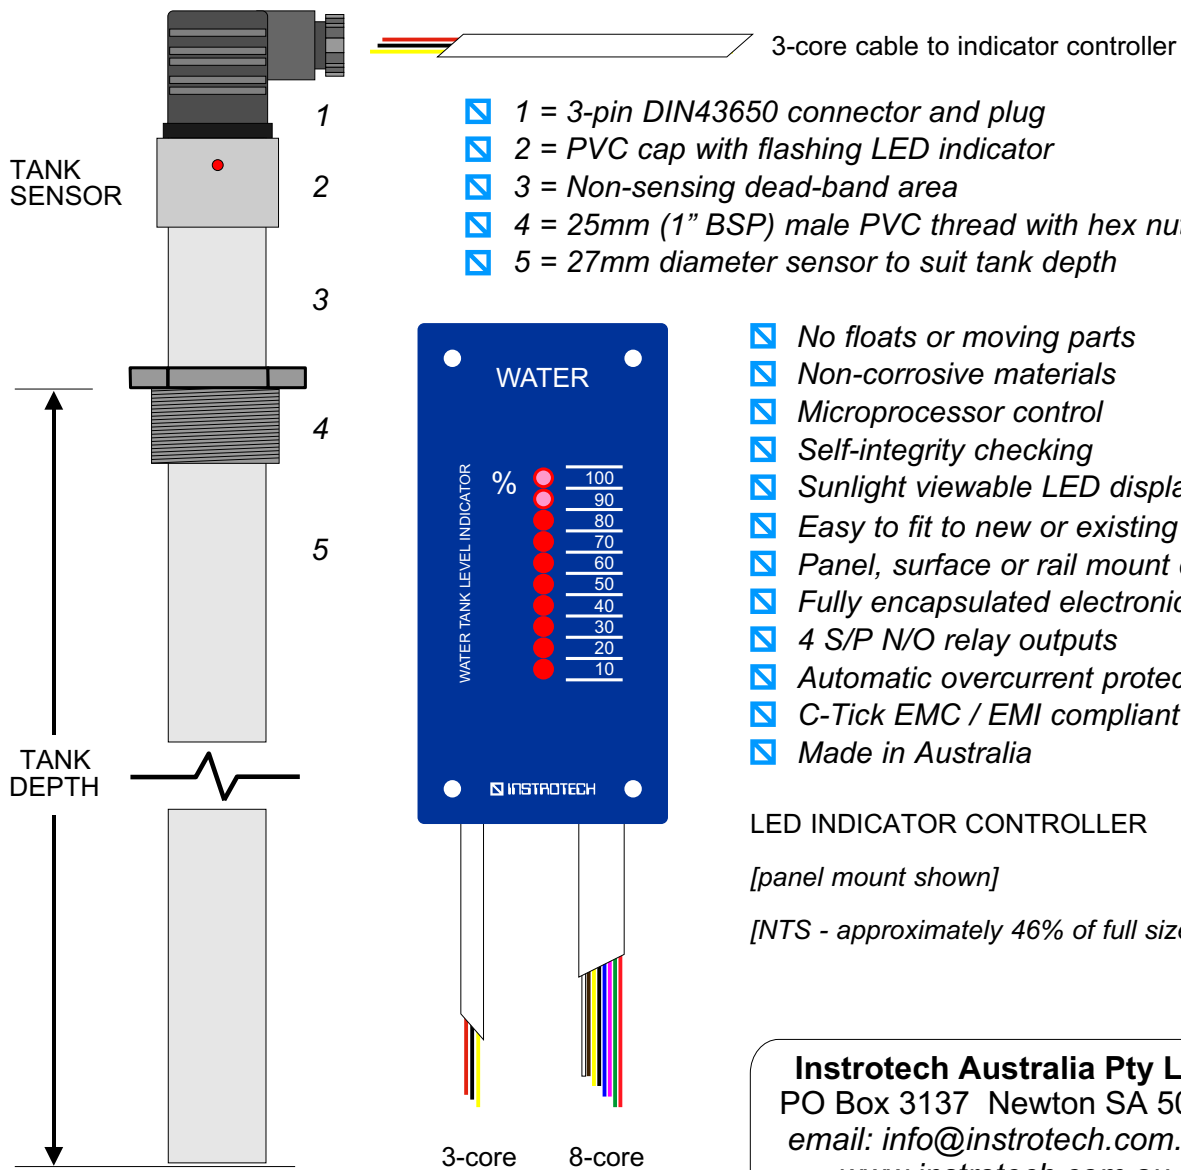 3-core cable to indicator controller
1 = 3-pin DIN43650 connector and plug
2 = PVC cap with flashing LED indicator
3 = Non-sensing dead-band area
4 = 25mm (1” BSP) male PVC thread with hex nut
5 = 27mm diameter sensor to suit tank depth
TANK
SENSOR
1
2
3
4
5
TANK
DEPTH
WATER
WATER TANK LEVEL INDICATOR
%
100
90
80
70
60
50
40
30
20
10
INSTROTECH
3-core
8-core
No floats or moving parts
Non-corrosive materials
Microprocessor control
Self-integrity checking
Sunlight viewable LED
Easy to fit to new or existing
Panel, surface or rail mount
Fully encapsulated
4 S/P N/O relay outputs
Automatic overcurrent
C-Tick EMC / EMI compliant
Made in Australia
LED INDICATOR CONTROLLER
[panel mount shown]
[NTS - approximately 46% of full size
Instrotech Australia Pty
PO Box 3137 Newton SA
email: info@instrotech.com.